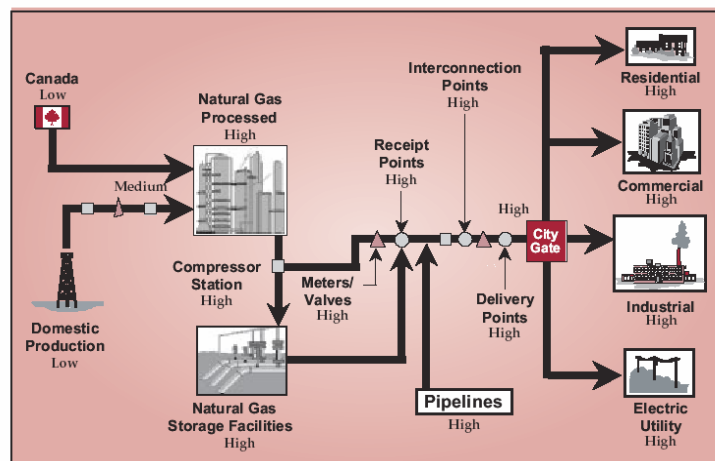 Canada
Low
Natural Gas
Processed
High
Medium
Domestic
Production
Low
Compressor
Station
High
Natural Gas
Storage Facilities
High
Meters/
Valves
High
Receipt
Points
High
Interconnection
Points
High
Pipelines
High
Delivery
Points
High
High
City
Gate
Residential
High
Commercial
High
Industrial
High
Electric
Utility
High